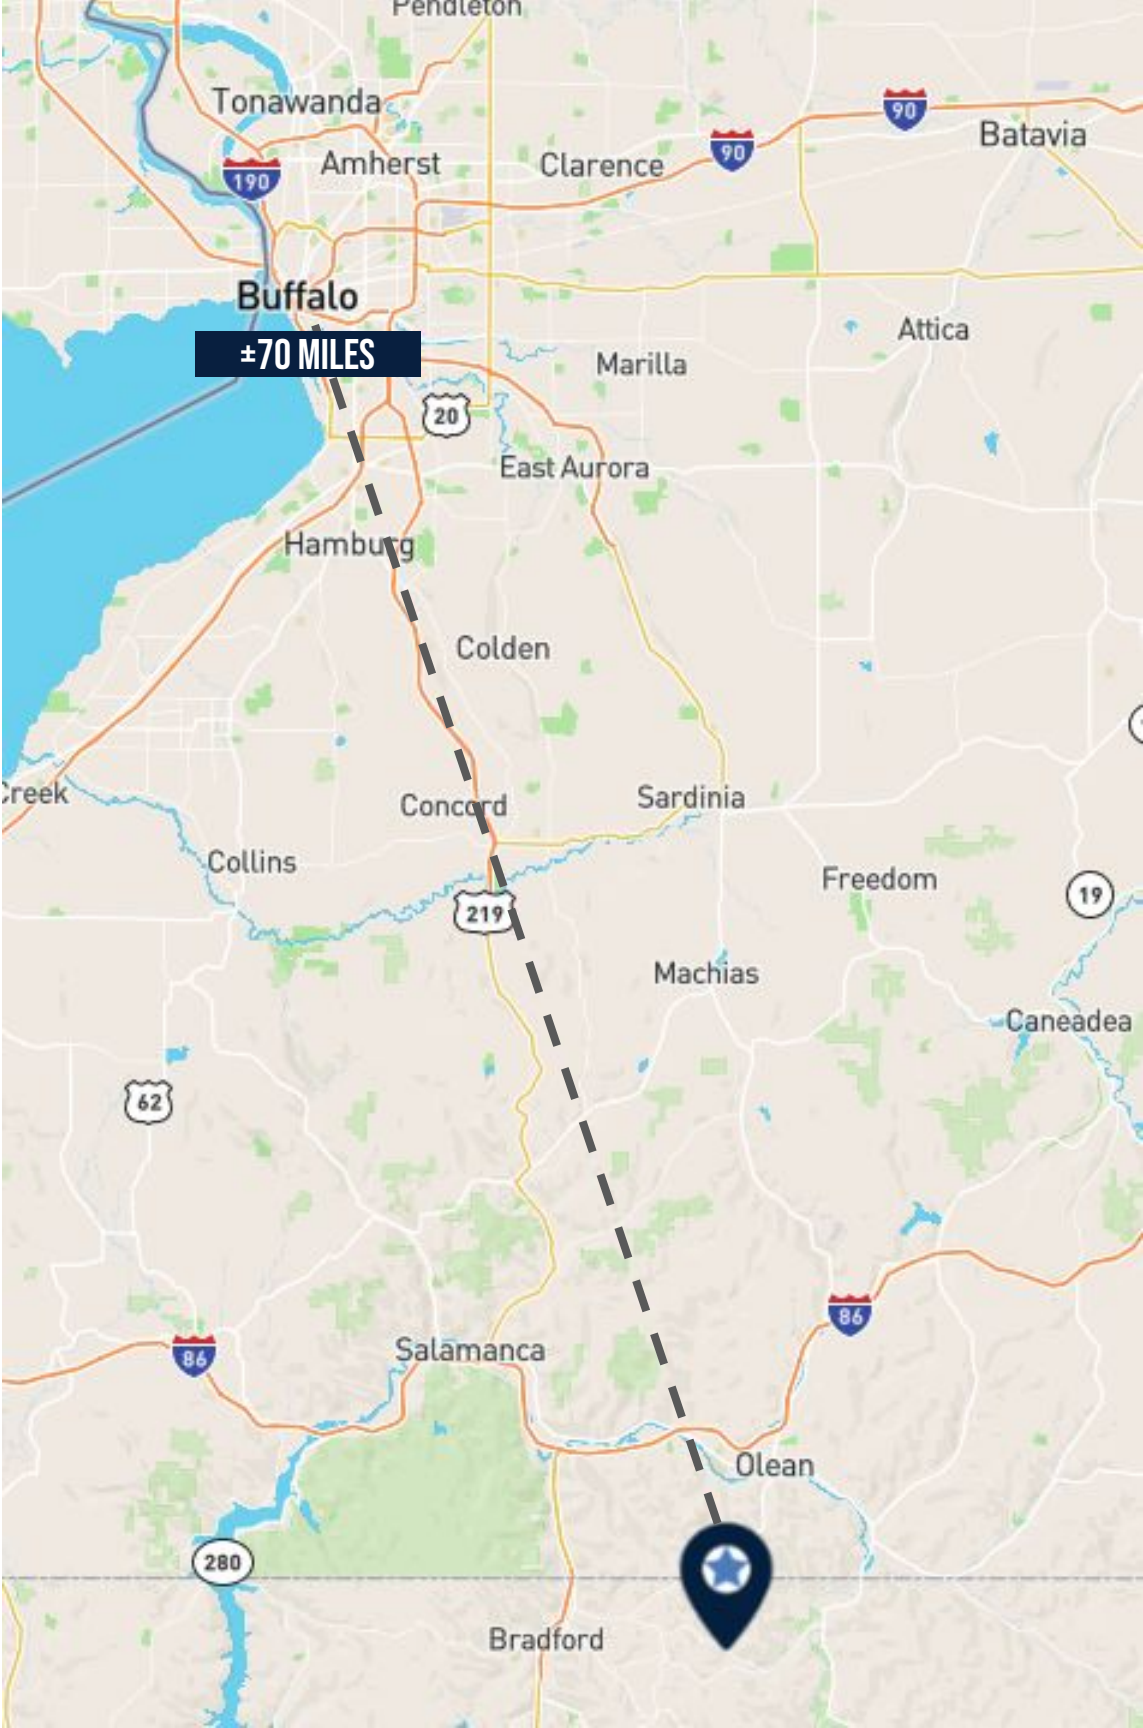 Pendleton
Tonawanda
90
Batavia
90
Amherst
Clarence
190
Buffalo
Attica
±70 MILES
Marilla
20
East Aurora
Hamburg
Colden
Creek
Concord
Sardinia
Collins
Freedom
19
219
Machias
Caneadea
62
86
Salamanca
86
Olean
280
Bradford